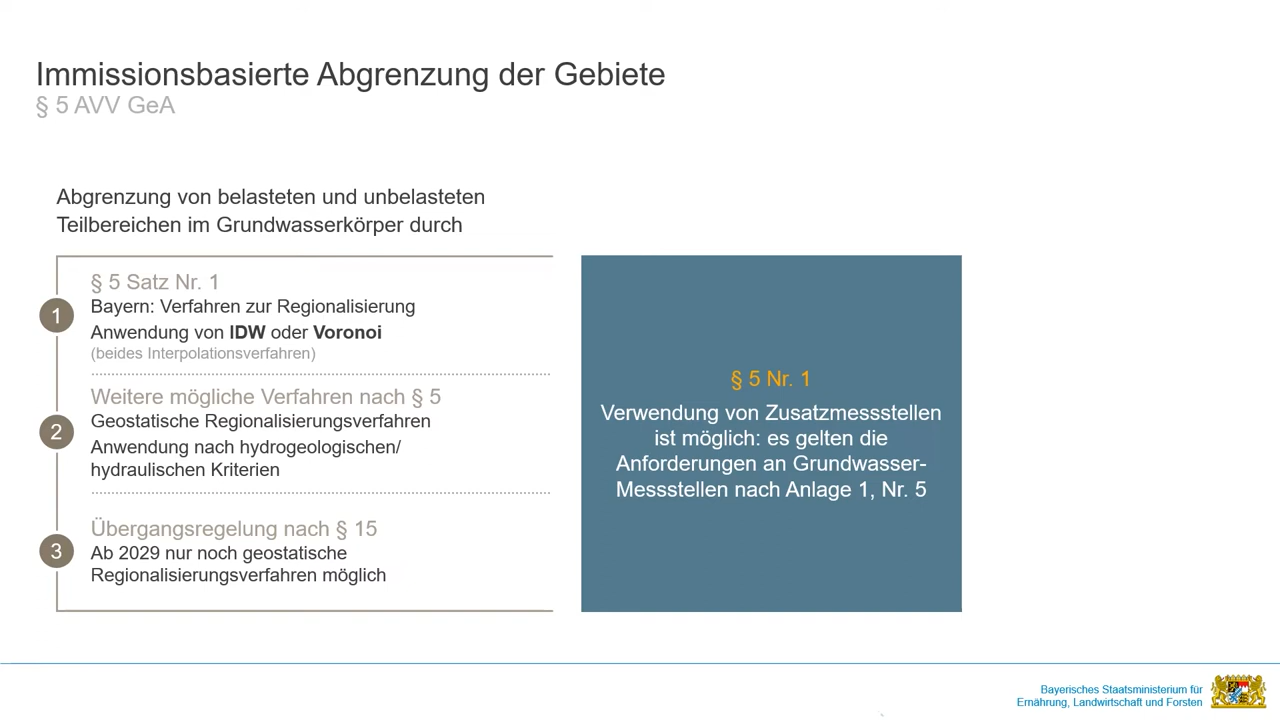 Immissionsbasierte Abgrenzung der Gebiete
§ 5 AVV GeA
Abgrenzung von belasteten und unbelasteten
Teilbereichen im Grundwasserkörper durch
1
§ 5 Satz Nr. 1
Bayern: Verfahren zur Regionalisierung
Anwendung von IDW oder Voronoi
(beides Interpolationsverfahren)
2
Weitere mögliche Verfahren nach § 5
Geostatische Regionalisierungsverfahren
Anwendung nach hydrogeologischen/
hydraulischen Kriterien
3
Übergangsregelung nach § 15
Ab 2029 nur noch geostatische
Regionalisierungsverfahren möglich
§ 5 Nr. 1
Verwendung von Zusatzmessstellen
ist möglich: es gelten die
Anforderungen an Grundwasser-
Messstellen nach Anlage 1, Nr. 5
Bayerisches Staatsministerium für
Ernährung, Landwirtschaft und Forsten